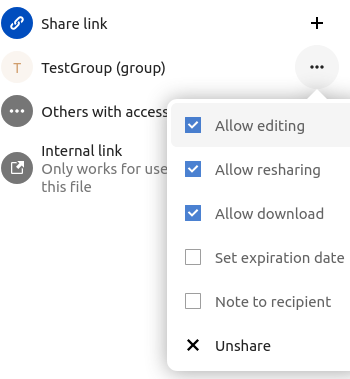 Share link
T
TestGroup (group)
Others with access
Internal link
Only works for use
this file
Allow editing
Allow resharing
Allow download
Set expiration date
Note to recipient
Unshare